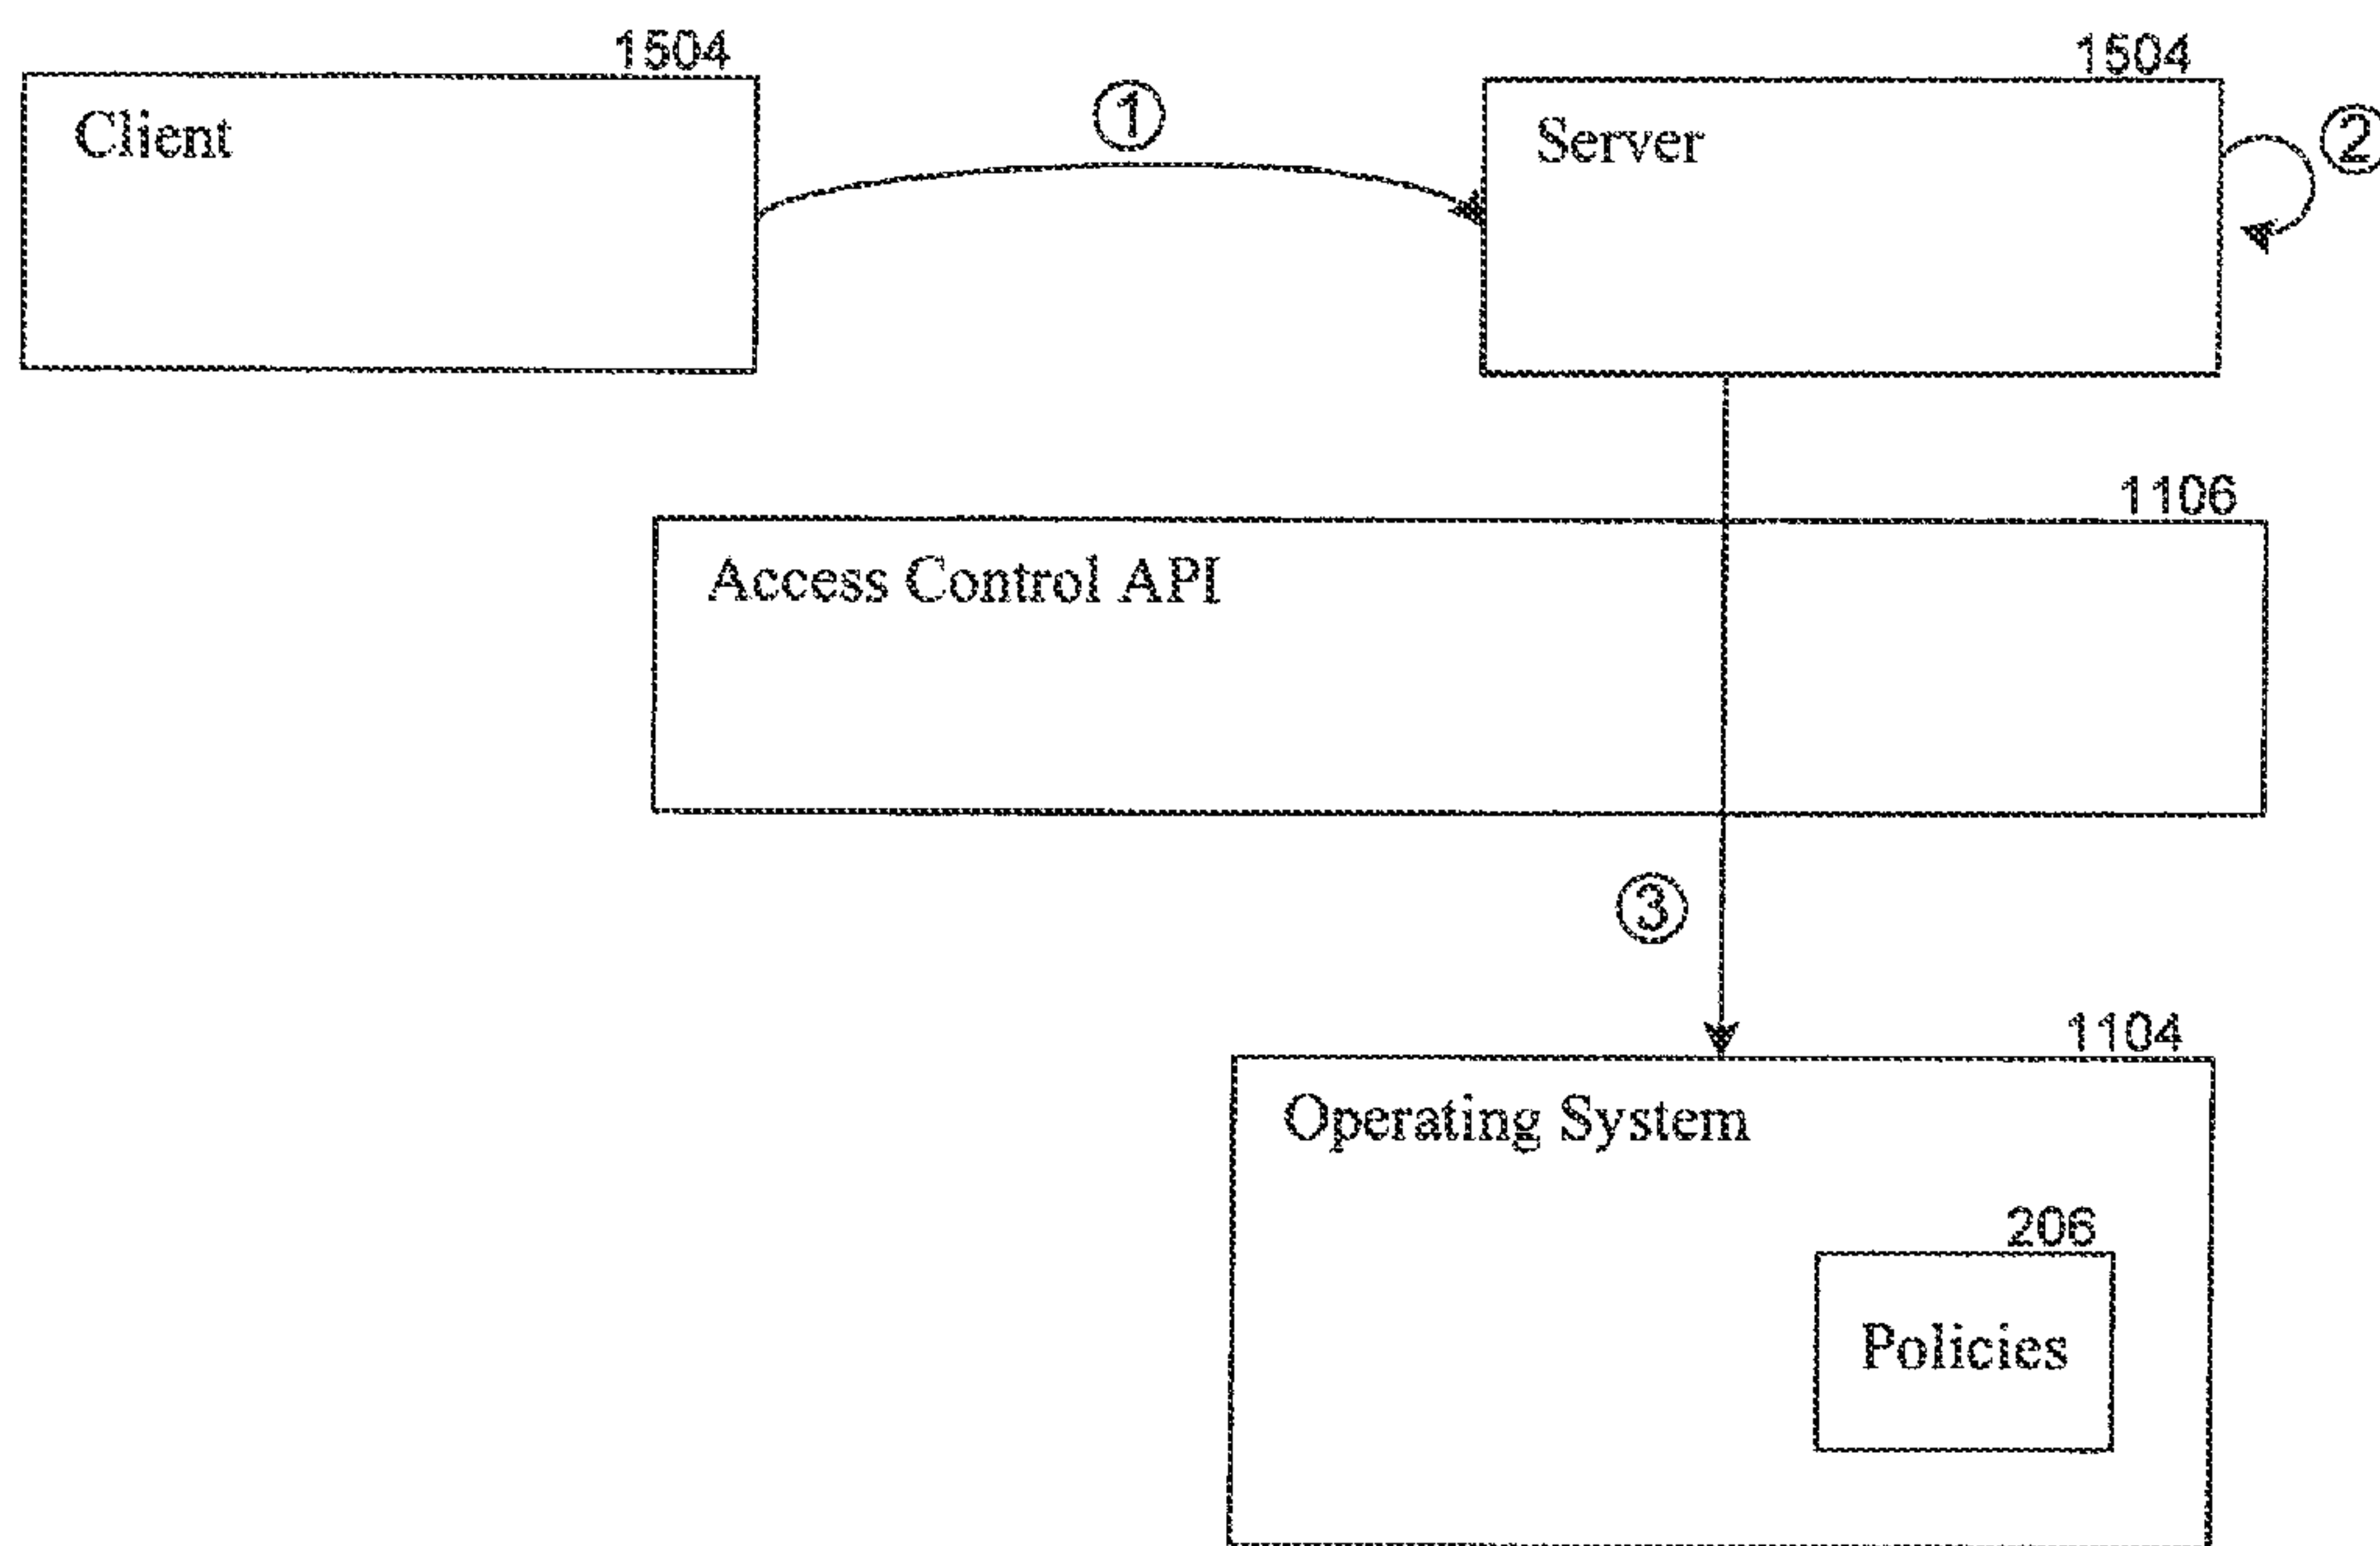 1504
Client
①
1504
Server
②
1106
Access Control API
③
1104
Operating System
206
Policies